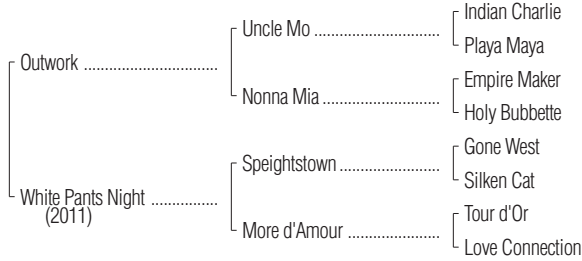 Indian Charlie
Uncle Mo ..............................
Playa Maya
Outwork ................................
Empire Maker
Nonna Mia ............................
Holy Bubbette
Gone West
Speightstown ........................
Silken Cat
White Pants Night ................
(2011)
Tour d'Or
More d'Amour ......................
Love Connection